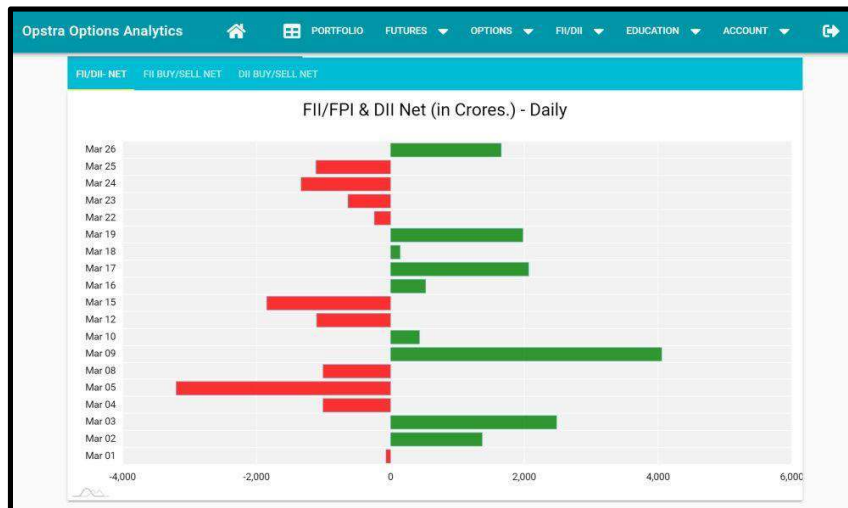 Opstra Options Analytics PORTFOLIO FUTURES OPTIONS FII/DII EDUCATION ACCOUNT
FII/DII- NET FII BUY/SELL NET DII BUY/SELL NET
FII/FPI & DII Net (in Crores.) - Daily
Mar 26
Mar 25
Mar 24
Mar 23
Mar 22
Mar 19
Mar 18
Mar 17
Mar 16
Mar 15
Mar 12
Mar 10
Mar 09
Mar 08
Mar 05
Mar 04
Mar 03
Mar 02
Mar 01
-4,000 -2,000 0 2,000 4,000 6,000